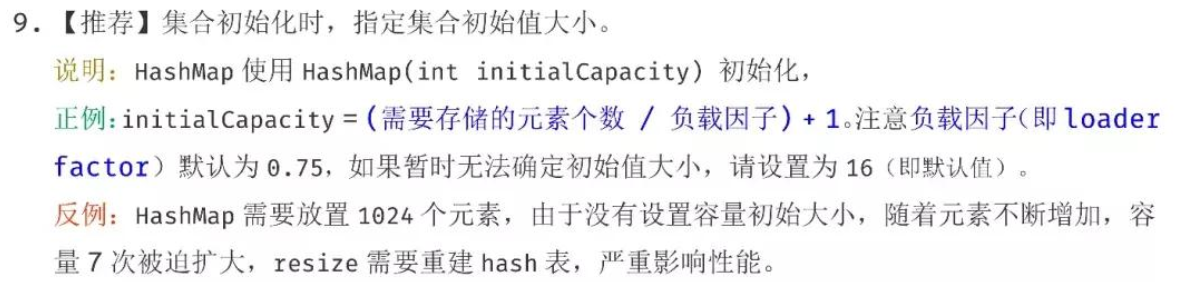 9. 【推荐】集合初始化时，指定集合初始值大小。
说明：HashMap 使用 HashMap(int initialCapacity) 初始化，
正例:initialCapacity = (需要存储的元素个数 / 负载因子) + 1。注意负载因子（即 loader
factor）默认为 0.75，如果暂时无法确定初始值大小，请设置为 16（即默认值）。
反例：HashMap 需要放置 1024 个元素，由于没有设置容量初始大小，随着元素不断增加，容
量 7 次被迫扩大，resize 需要重建 hash 表，严重影响性能。